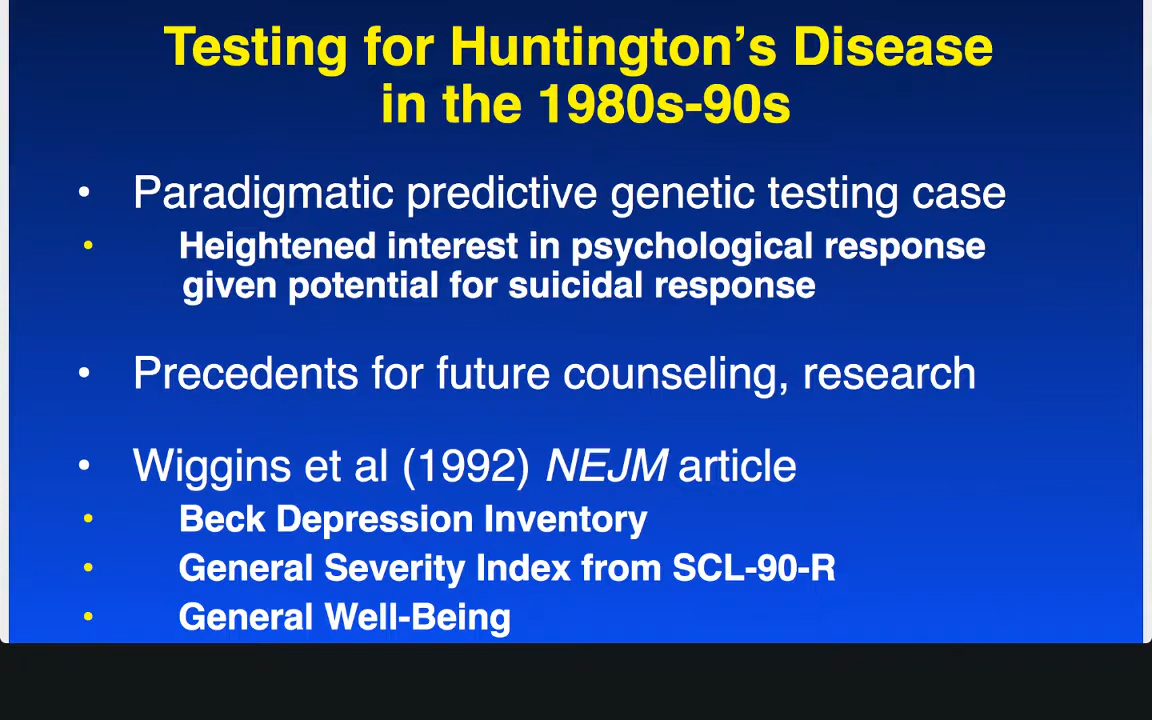 Testing for Huntington’s Disease
in the 1980s-90s
• Paradigmatic predictive genetic testing case
• Heightened interest in psychological response
given potential for suicidal response
• Precedents for future counseling, research
• Wiggins et al (1992) NEJM article
• Beck Depression Inventory
• General Severity Index from SCL-90-R
• General Well-Being